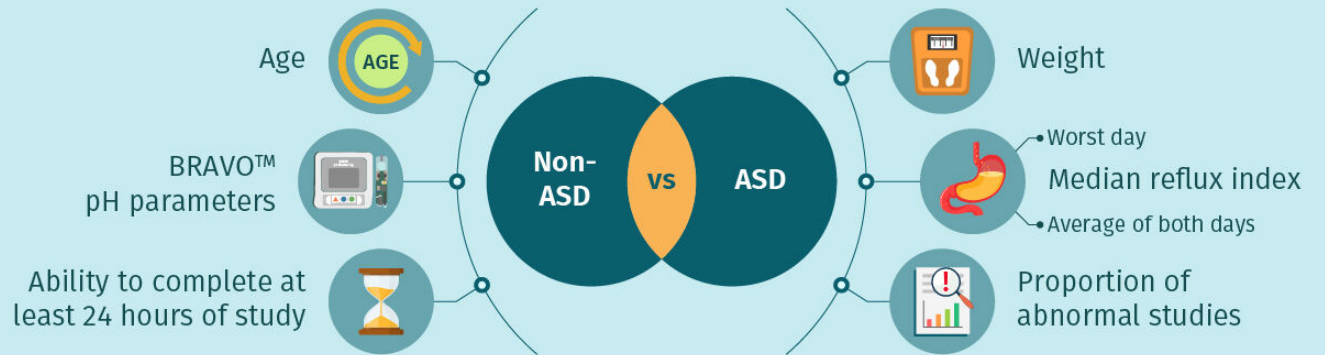 Age
AGE
BRAVO™
pH parameters
Ability to complete at
least 24 hours of study
Non-
ASD
vs
ASD
Weight
Worst day
Median reflux index
Average of both days
Proportion of
abnormal studies